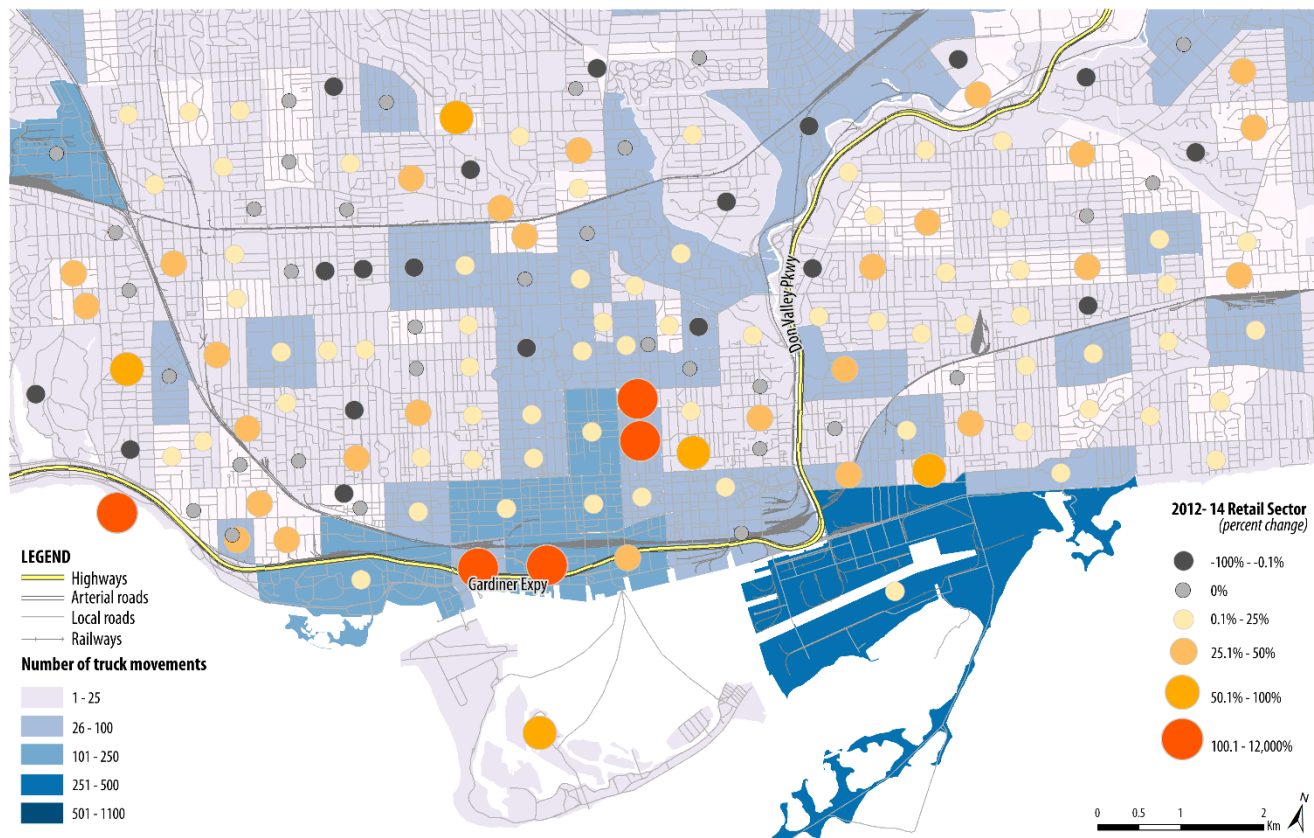 Don Valley Pkwy
Gardiner Expy
LEGEND
Highways
Arterial roads
Local roads
Railways
Number of truck movements
1 - 25
26 - 100
101 - 250
251 - 500
501 - 1100
2012- 14 Retail Sector
(percent change)
-100% - -0.1%
0%
0.1% - 25%
25.1% - 50%
50.1% - 100%
100.1 - 12,000%
0 0.5 1 2
Km
N